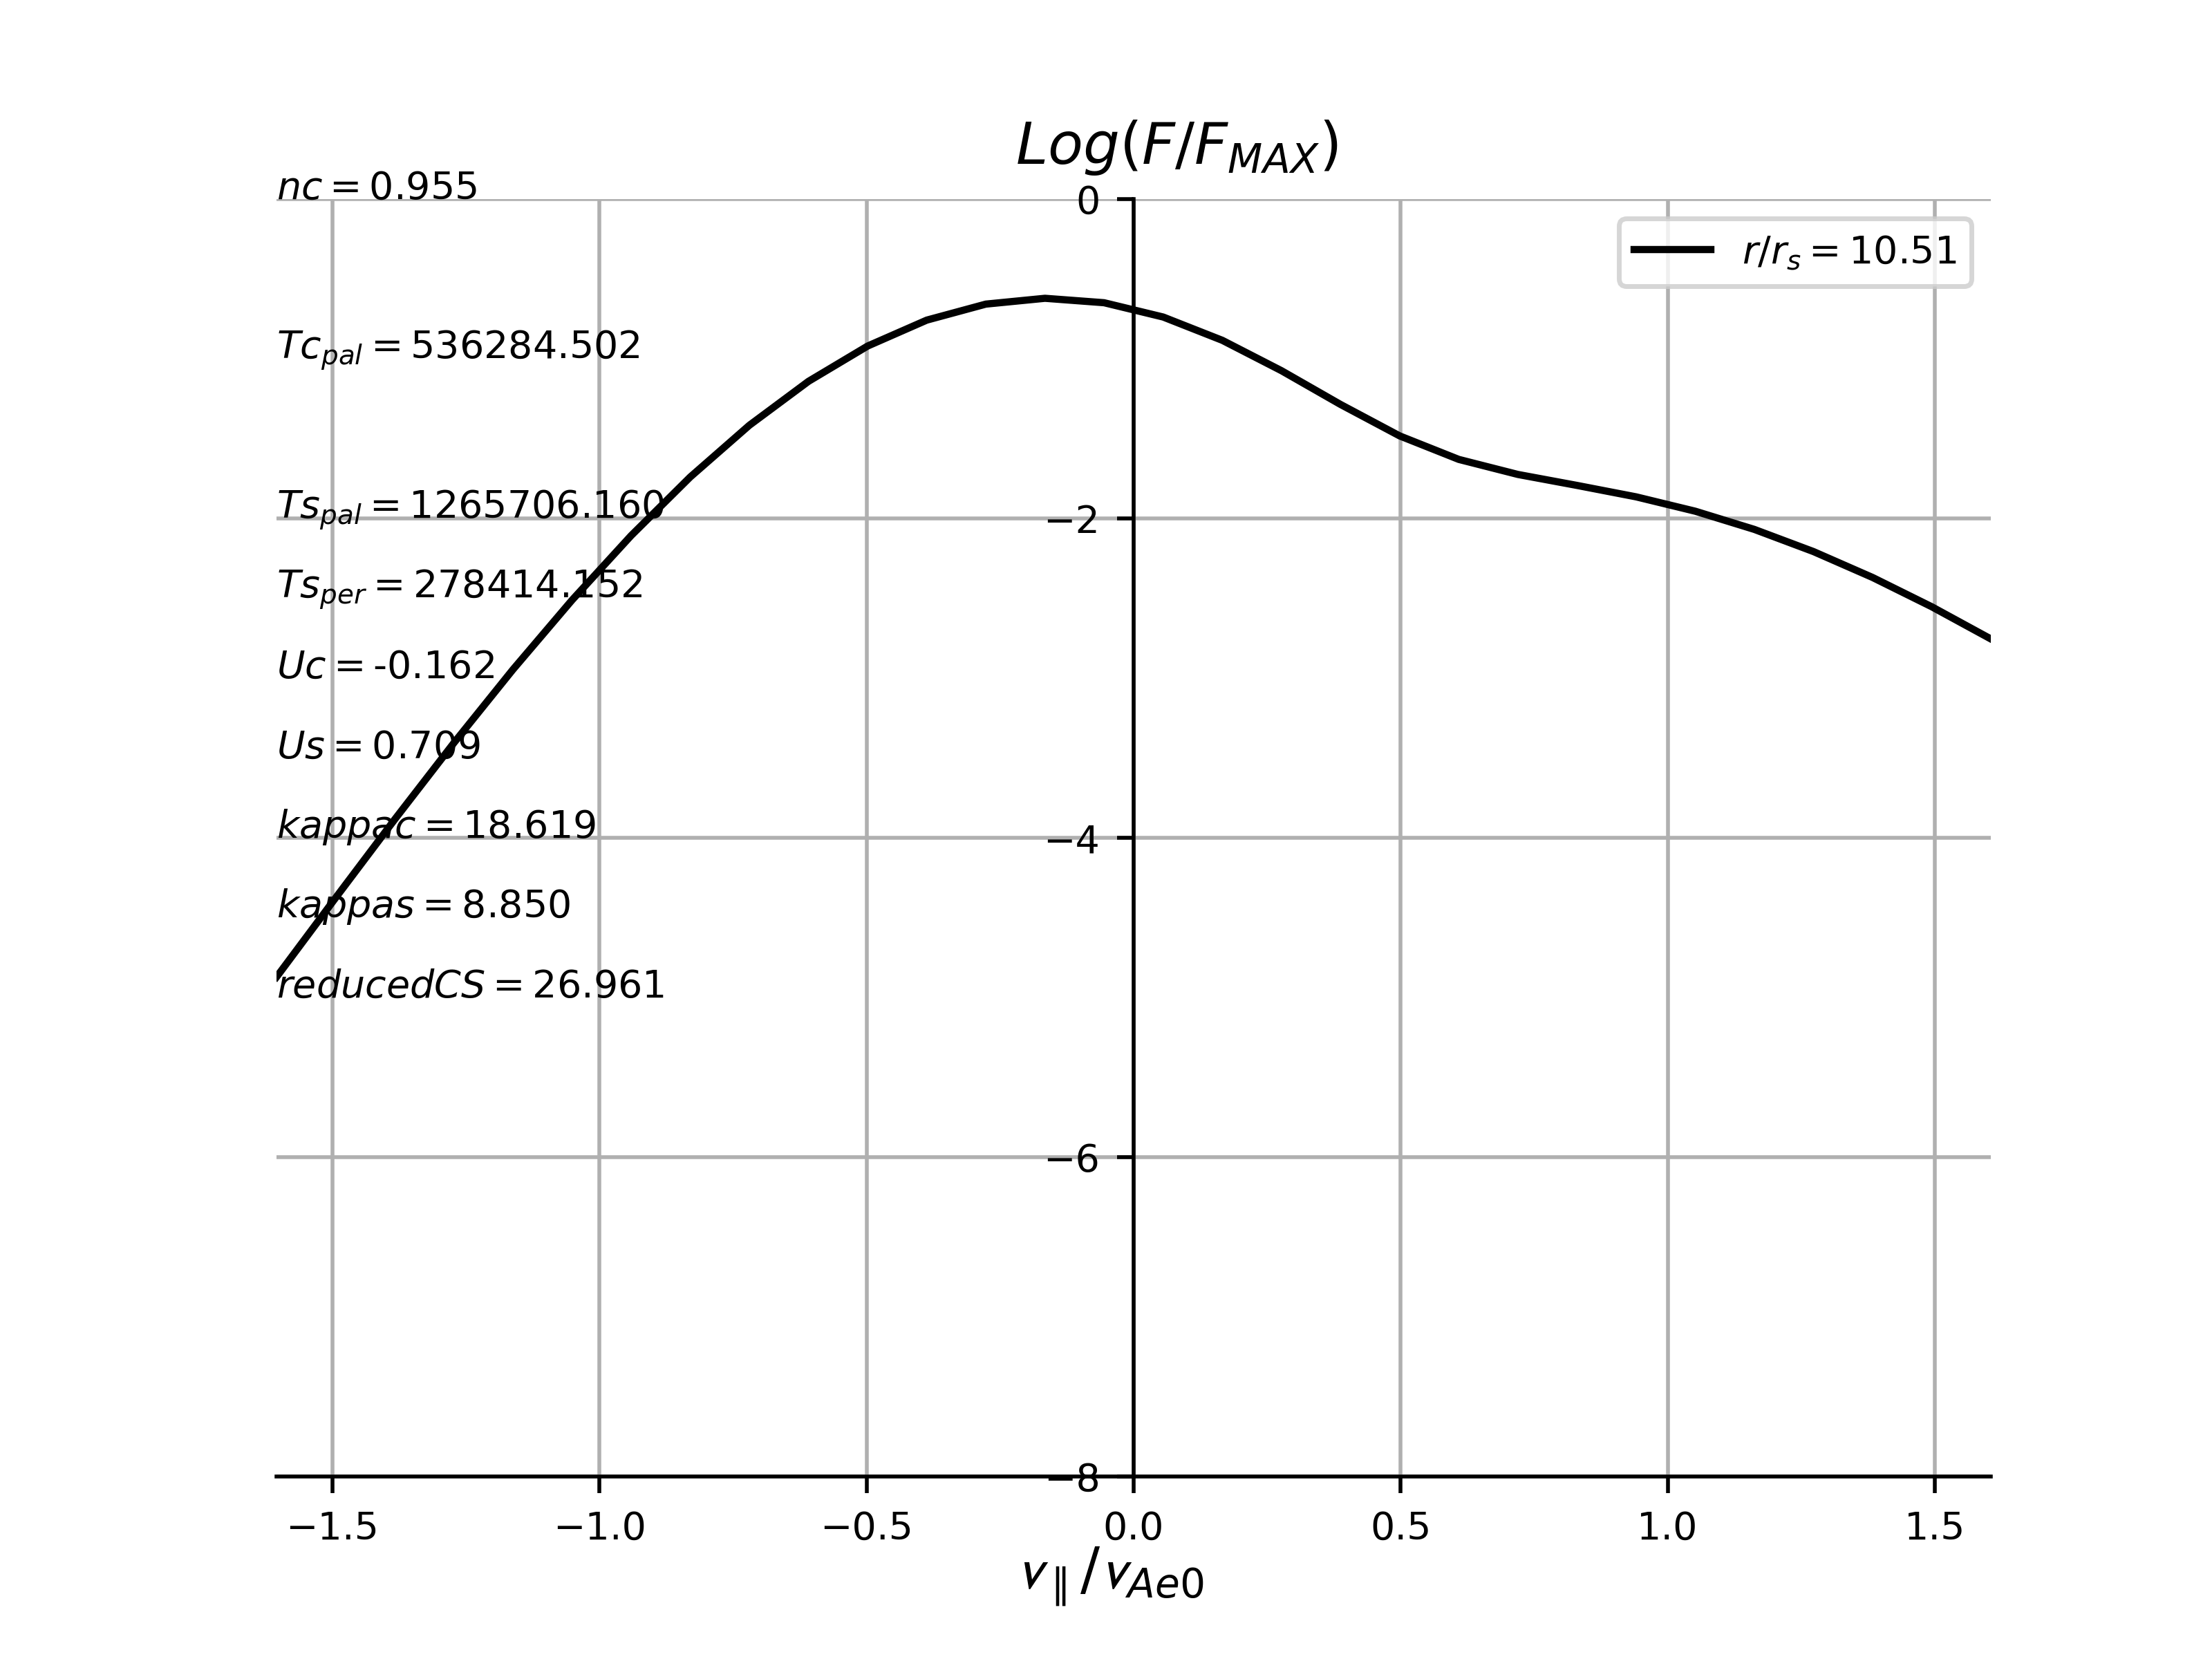 Log(F/F_MAX)
nc = 0.955
0
r/r_s = 10.51
Tc_pal = 536284.502
Ts_pal = 1265706.160
−2
Ts_per = 278414.152
Uc = -0.162
Us = 0.709
kappac = 18.619
−4
kappas = 8.850
reducedCS = 26.961
−6
−8
−1.5 −1.0 −0.5 0.0 0.5 1.0 1.5
v_∥/v_Ae0